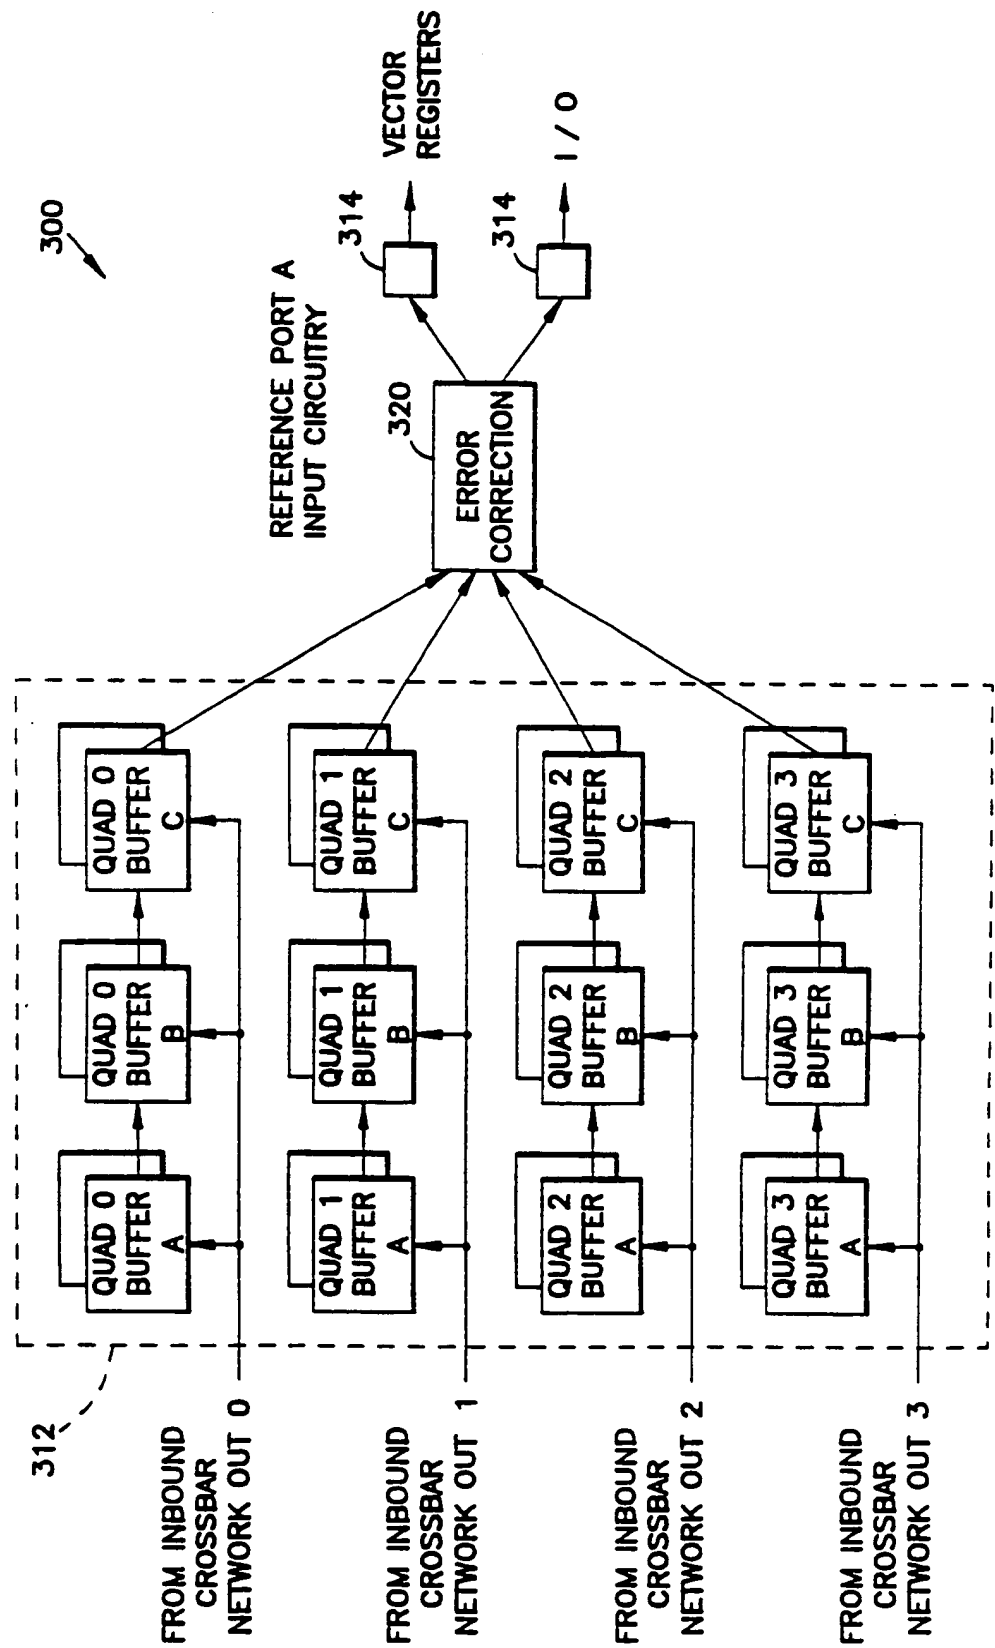 300
REFERENCE PORT A
INPUT CIRCUITRY
312
FROM INBOUND
CROSSBAR
NETWORK OUT 0
QUAD 0
BUFFER
A
QUAD 0
BUFFER
B
QUAD 0
BUFFER
C
FROM INBOUND
CROSSBAR
NETWORK OUT 1
QUAD 1
BUFFER
A
QUAD 1
BUFFER
B
QUAD 1
BUFFER
C
FROM INBOUND
CROSSBAR
NETWORK OUT 2
QUAD 2
BUFFER
A
QUAD 2
BUFFER
B
QUAD 2
BUFFER
C
FROM INBOUND
CROSSBAR
NETWORK OUT 3
QUAD 3
BUFFER
A
QUAD 3
BUFFER
B
QUAD 3
BUFFER
C
320
ERROR
CORRECTION
314
VECTOR
REGISTERS
314
I / O